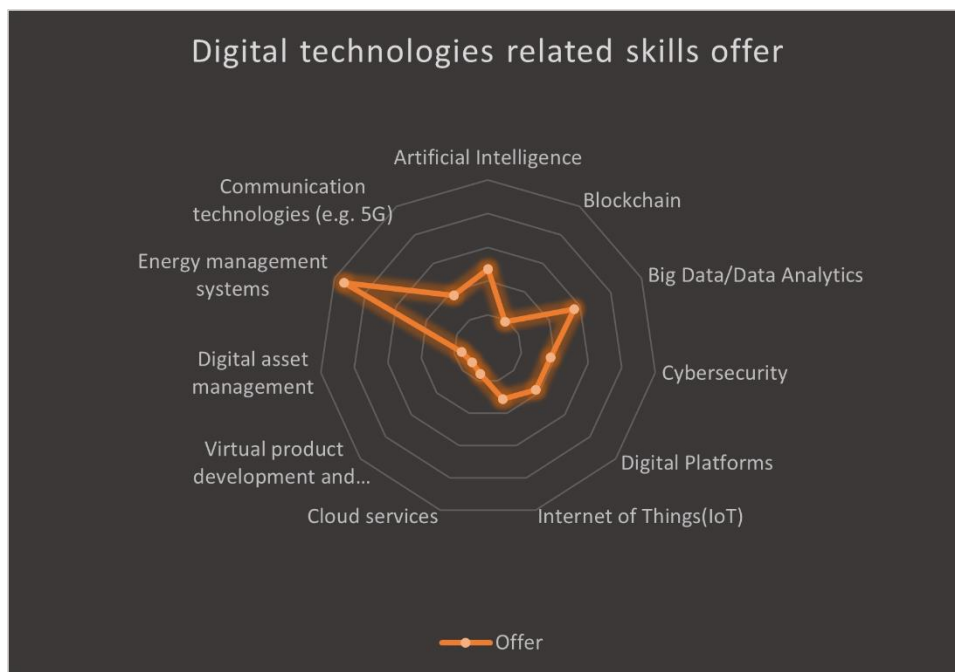 Digital technologies related skills offer
Artificial Intelligence
Blockchain
Big Data/Data Analytics
Cybersecurity
Digital Platforms
Internet of Things(IoT)
Cloud services
Virtual product
development and...
Digital asset
management
Energy management
systems
Communication
technologies (e.g. 5G)
Offer